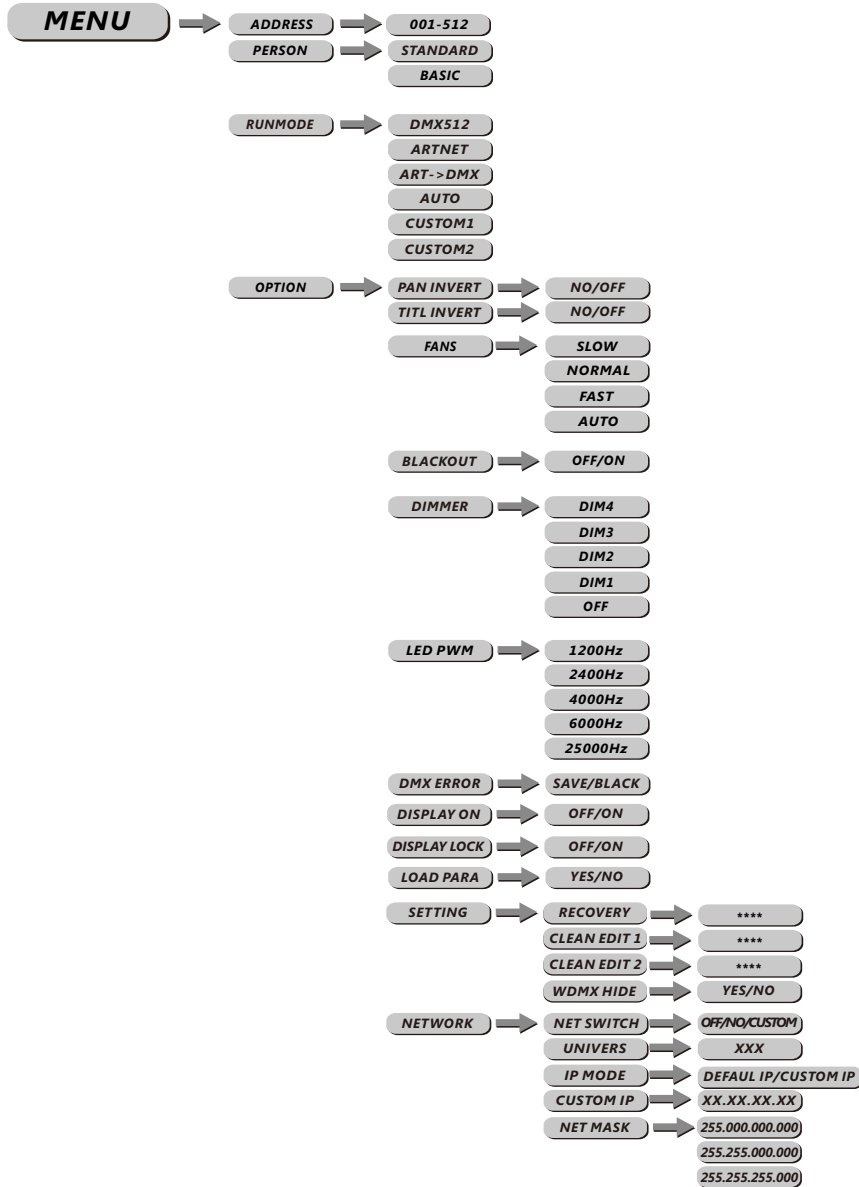 MENU ADDRESS 001-512
PERSON STANDARD
BASIC
RUNMODE DMX512
ARTNET
ART->DMX
AUTO
CUSTOM1
CUSTOM2
OPTION PAN INVERT NO/OFF
TITL INVERT NO/OFF
FANS SLOW
NORMAL
FAST
AUTO
BLACKOUT OFF/ON
DIMMER DIM4
DIM3
DIM2
DIM1
OFF
LED PWM 1200Hz
2400Hz
4000Hz
6000Hz
25000Hz
DMX ERROR SAVE/BLACK
DISPLAY ON OFF/ON
DISPLAY LOCK OFF/ON
LOAD PARA YES/NO
SETTING RECOVERY ****
CLEAN EDIT 1 ****
CLEAN EDIT 2 ****
WDMX HIDE YES/NO
NETWORK NET SWITCH OFF/NO/CUSTOM
UNIVERS XXX
IP MODE DEFAUL IP/CUSTOM IP
CUSTOM IP XX.XX.XX.XX
NET MASK 255.000.000.000
255.255.000.000
255.255.255.000